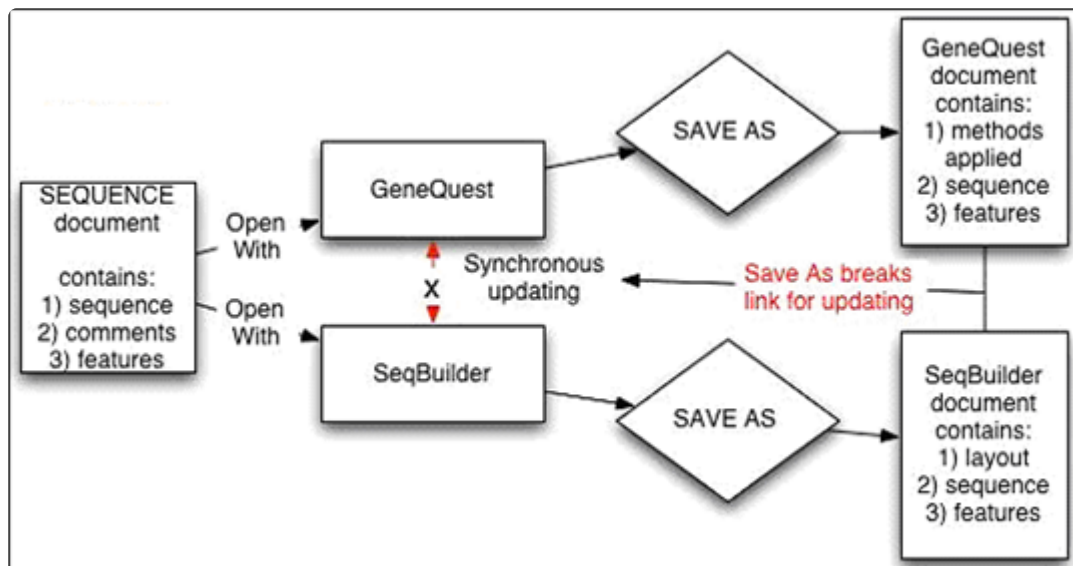 SEQUENCE
document
contains:
1) sequence
2) comments
3) features
Open
With
Open
With
GeneQuest
X
Synchronous
updating
SeqBuilder
SAVE AS
SAVE AS
Save As breaks
link for updating
GeneQuest
document
contains:
1) methods
applied
2) sequence
3) features
SeqBuilder
document
contains:
1) layout
2) sequence
3) features